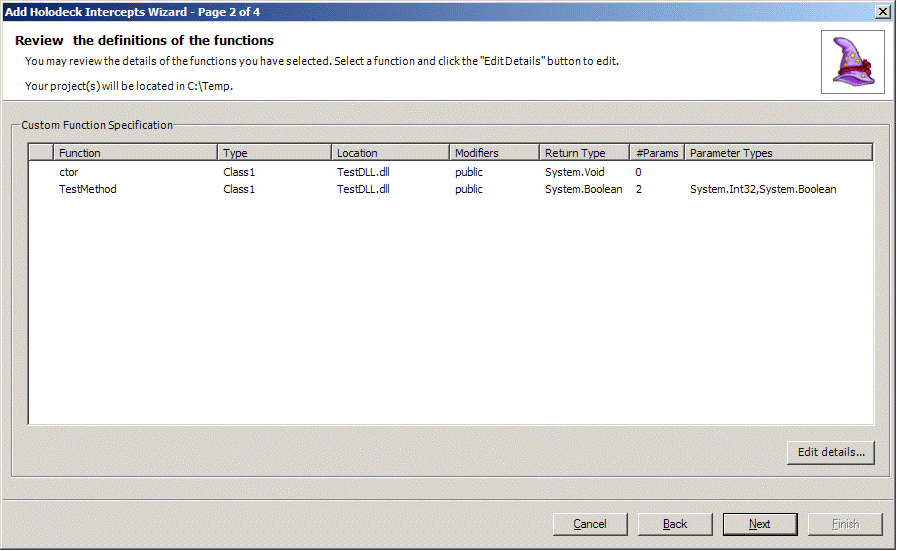 Add Holodeck Intercepts Wizard - Page 2 of 4
Review the definitions of the functions
You may review the details of the functions you have selected. Select a function and click the "EditDetails" button to edit.
Your project(s) will be located in C:\Temp.
Custom Function Specification
Function Type Location Modifiers Return Type #Params Parameter Types
ctor Class1 TestDLL.dll public System.Void 0
TestMethod Class1 TestDLL.dll public System.Boolean 2 System.Int32,System.Boolean
Edit details...
Cancel Back Next Finish